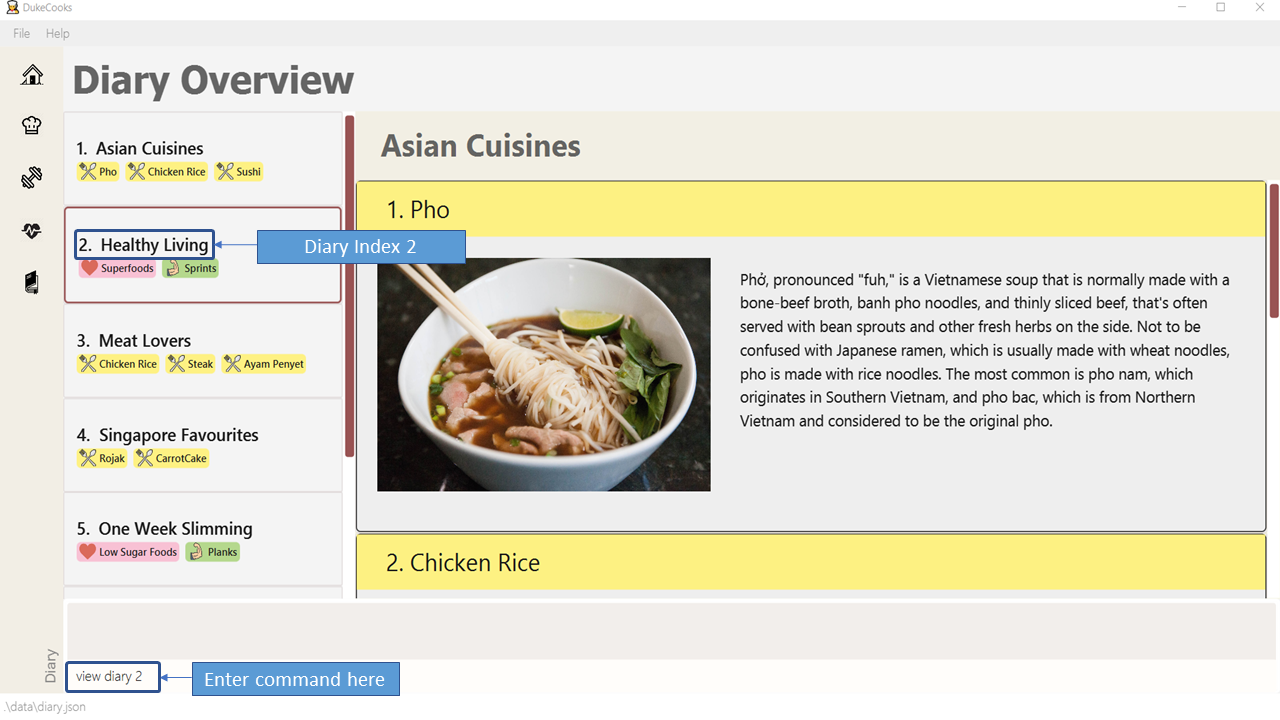 DukeCooks
File Help
Diary Overview
1. Asian Cuisines
Pho Chicken Rice Sushi
2. Healthy Living
Superfoods Sprints
3. Meat Lovers
Chicken Rice Steak Ayam Penyet
4. Singapore Favourites
Rojak CarrotCake
5. One Week Slimming
Low Sugar Foods Planks
Diary Index 2
Asian Cuisines
1. Pho
Phở, pronounced "fuh," is a Vietnamese soup that is normally made with a
bone-beef broth, banh pho noodles, and thinly sliced beef, that's often
served with bean sprouts and other fresh herbs on the side. Not to be
confused with Japanese ramen, which is usually made with wheat noodles,
pho is made with rice noodles. The most common is pho nam, which
originates in Southern Vietnam, and pho bac, which is from Northern
Vietnam and considered to be the original pho.
2. Chicken Rice
Diary
view diary 2
Enter command here
.\data\diary.json